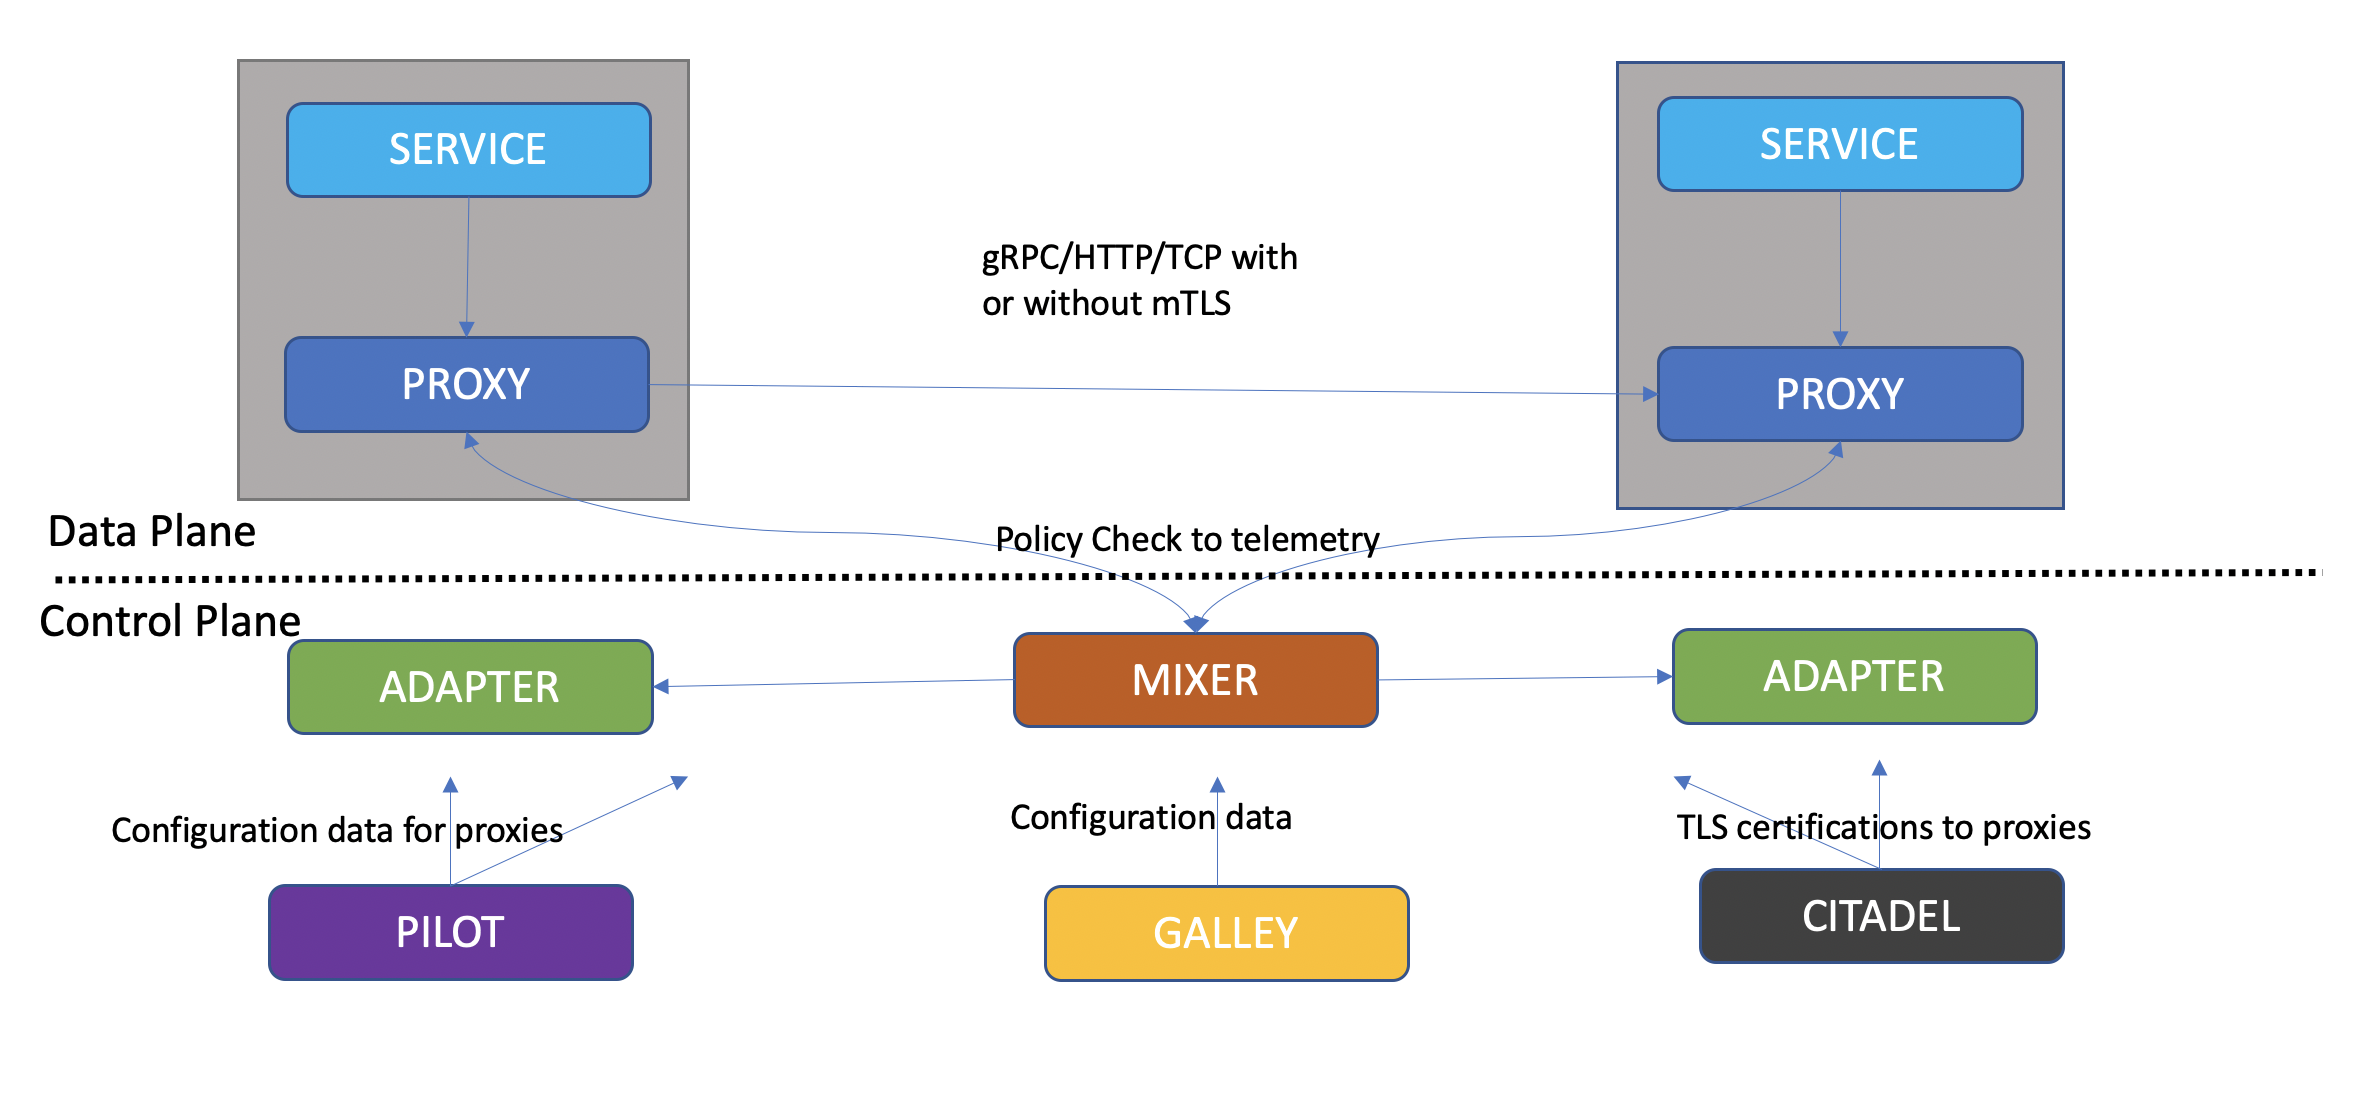 SERVICE
SERVICE
gRPC/HTTP/TCP with
or without mTLS
PROXY
PROXY
Data Plane
Policy Check to telemetry
Control Plane
ADAPTER
MIXER
ADAPTER
Configuration data for proxies
Configuration data
TLS certifications to proxies
PILOT
GALLEY
CITADEL